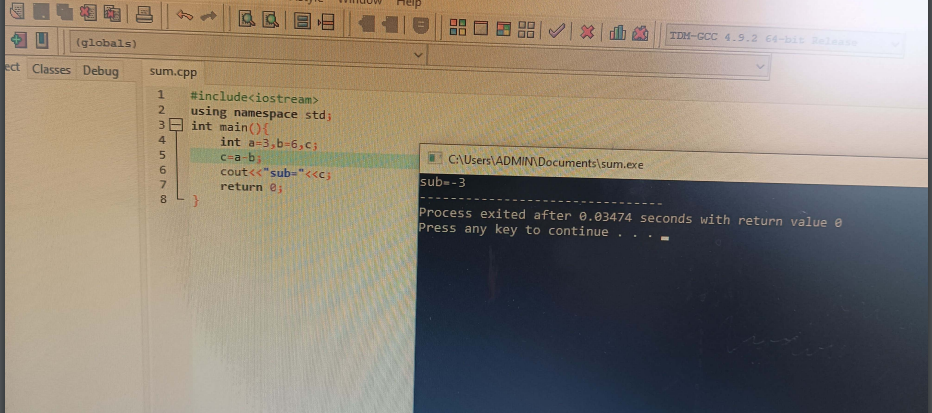 Window Help
TDM-GCC 4.9.2 64-bit Release
(globals)
Classes Debug
sum.cpp
1 #include<iostream>
2 using namespace std;
3 int main(){
4 int a=3,b=6,c;
5 c=a-b;
6 cout<<"sub="<<c;
7 return 0;
8 }
C:\Users\ADMIN\Documents\sum.exe
sub=-3
--------------------------------
Process exited after 0.03474 seconds with return value 0
Press any key to continue . . .